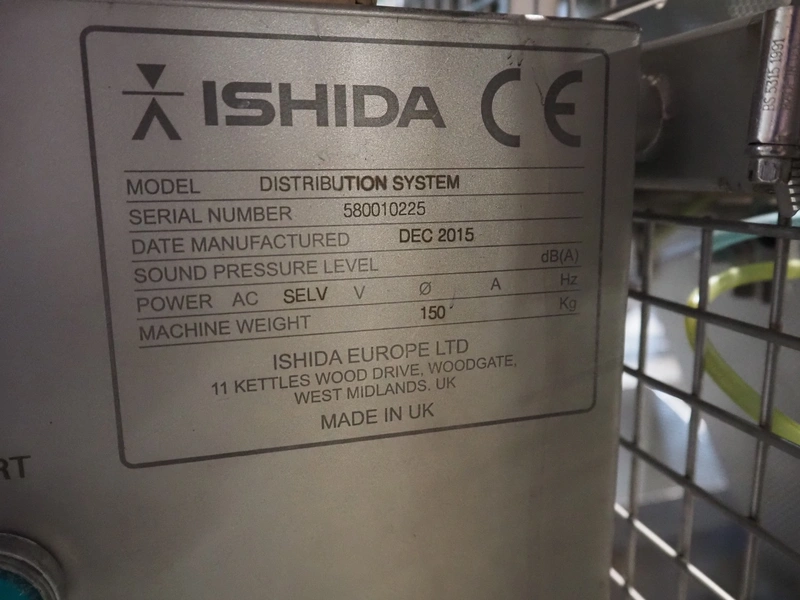 ISHIDA CE
MODEL DISTRIBUTION SYSTEM
SERIAL NUMBER 580010225
DATE MANUFACTURED DEC 2015
SOUND PRESSURE LEVEL dB(A)
POWER AC SELV V Ø A Hz
MACHINE WEIGHT 150 Kg
ISHIDA EUROPE LTD
11 KETTLES WOOD DRIVE, WOODGATE,
WEST MIDLANDS. UK
MADE IN UK
RT